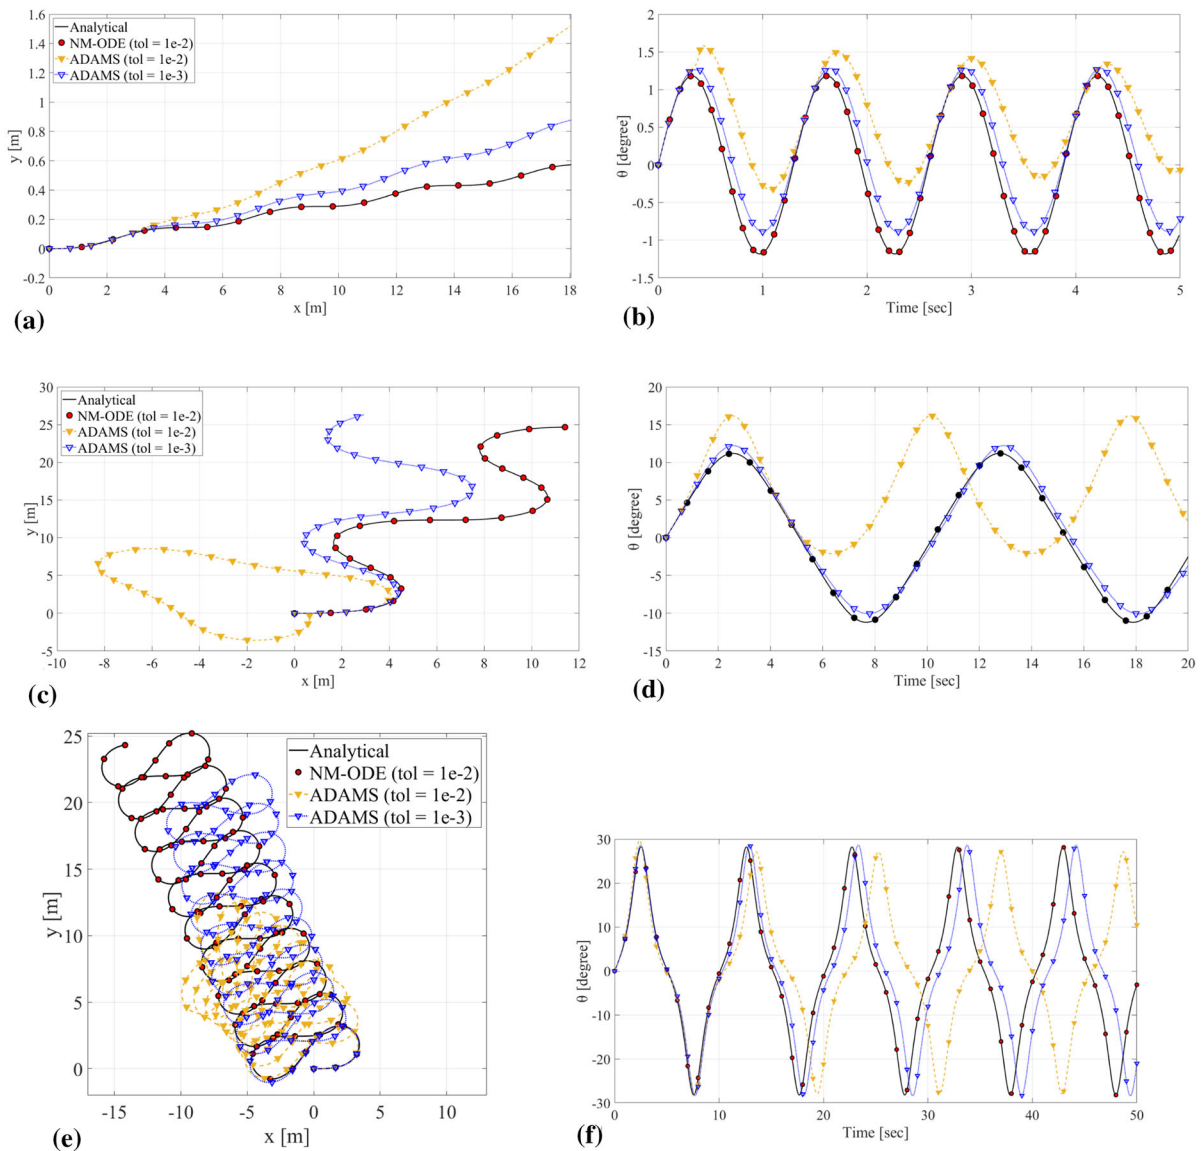 1.6
1.4
1.2
1
0.8
0.6
0.4
0.2
0
-0.2
y [m]
Analytical
NM-ODE (tol = 1e-2)
ADAMS (tol = 1e-2)
ADAMS (tol = 1e-3)
0 2 4 6 8 10 12 14 16 18
x [m]
(a)
2
1.5
1
0.5
0
-0.5
-1
-1.5
θ [degree]
0 1 2 3 4 5
Time [sec]
(b)
30
25
20
15
10
5
0
-5
y [m]
Analytical
NM-ODE (tol = 1e-2)
ADAMS (tol = 1e-2)
ADAMS (tol = 1e-3)
-10 -8 -6 -4 -2 0 2 4 6 8 10 12
x [m]
(c)
20
15
10
5
0
-5
-10
-15
θ [degree]
0 2 4 6 8 10 12 14 16 18 20
Time [sec]
(d)
25
20
15
10
5
0
y [m]
Analytical
NM-ODE (tol = 1e-2)
ADAMS (tol = 1e-2)
ADAMS (tol = 1e-3)
-15 -10 -5 0 5 10
x [m]
(e)
30
20
10
0
-10
-20
-30
θ [degree]
0 10 20 30 40 50
Time [sec]
(f)